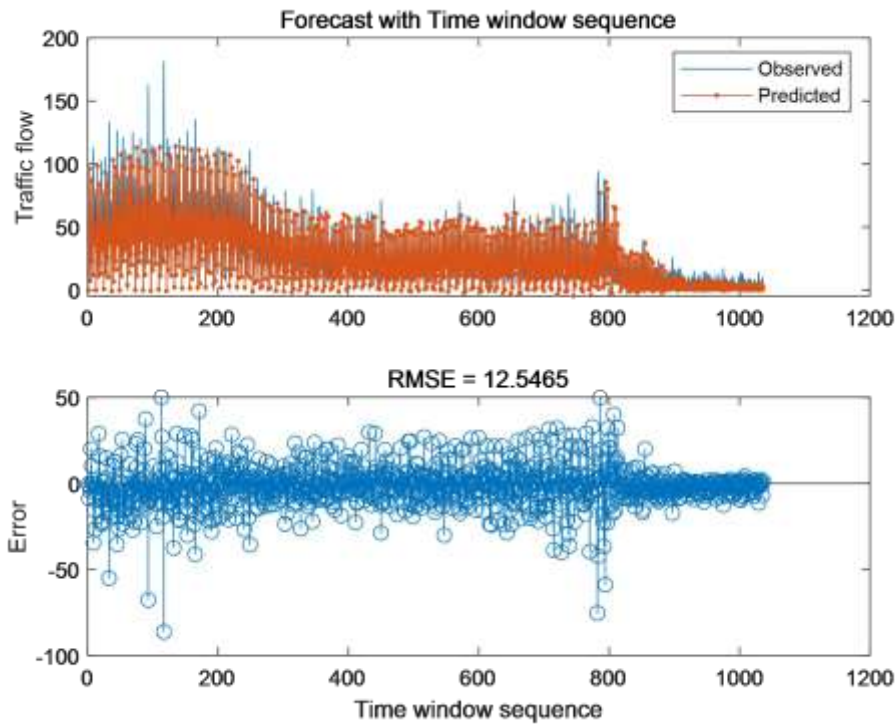 Forecast with Time window sequence
200
150
100
50
0
Traffic flow
Observed
Predicted
0 200 400 600 800 1000 1200
RMSE = 12.5465
50
0
-50
-100
Error
0 200 400 600 800 1000 1200
Time window sequence